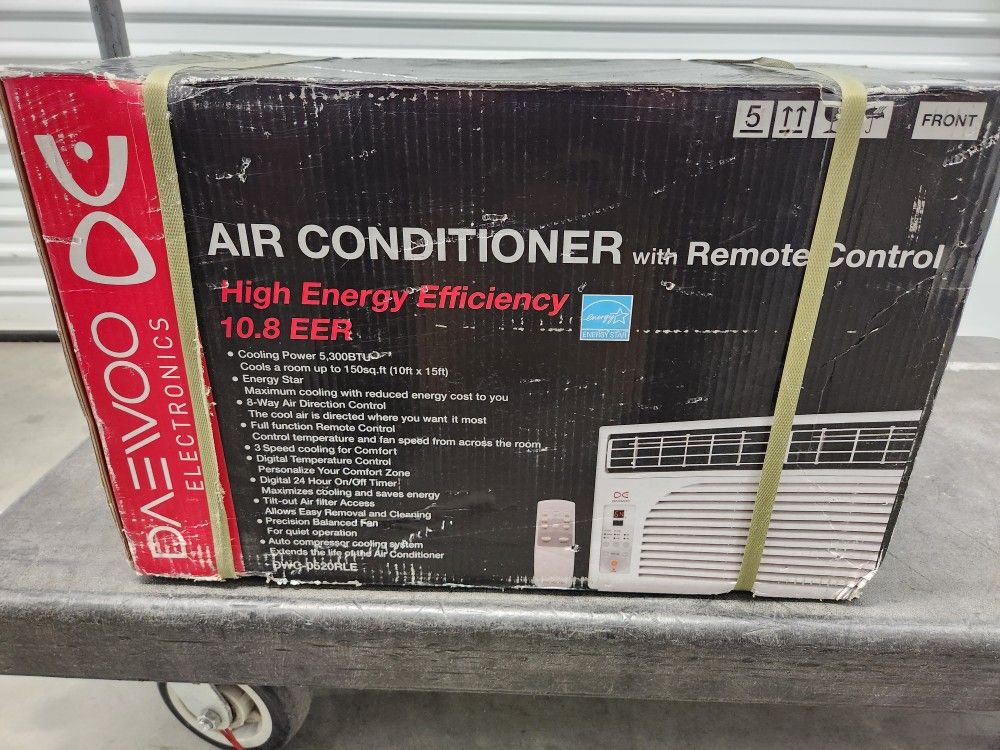 DAEWOO
ELECTRONICS
5
FRONT
AIR CONDITIONER with Remote Control
High Energy Efficiency
10.8 EER
energy
ENERGY STAR
• Cooling Power 5,300BTU
Cools a room up to 150sq.ft (10ft x 15ft)
• Energy Star
Maximum cooling with reduced energy cost to you
• 8-Way Air Direction Control
The cool air is directed where you want it most
• Full function Remote Control
Control temperature and fan speed from across the room
• 3 Speed cooling for Comfort
• Digital Temperature Control
Personalize Your Comfort Zone
• Digital 24 Hour On/Off Timer
Maximizes cooling and saves energy
• Tilt-out Air filter Access
Allows Easy Removal and Cleaning
• Precision Balanced Fan
For quiet operation
• Auto compressor cooling system
Extends the life of the Air Conditioner
DWC-0520RLE